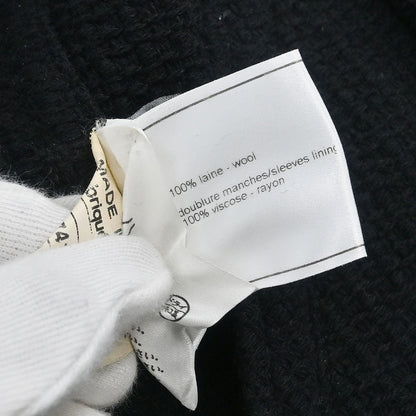 100% laine - wool
doublure manches/sleeves lining
100% viscose - rayon
MADE